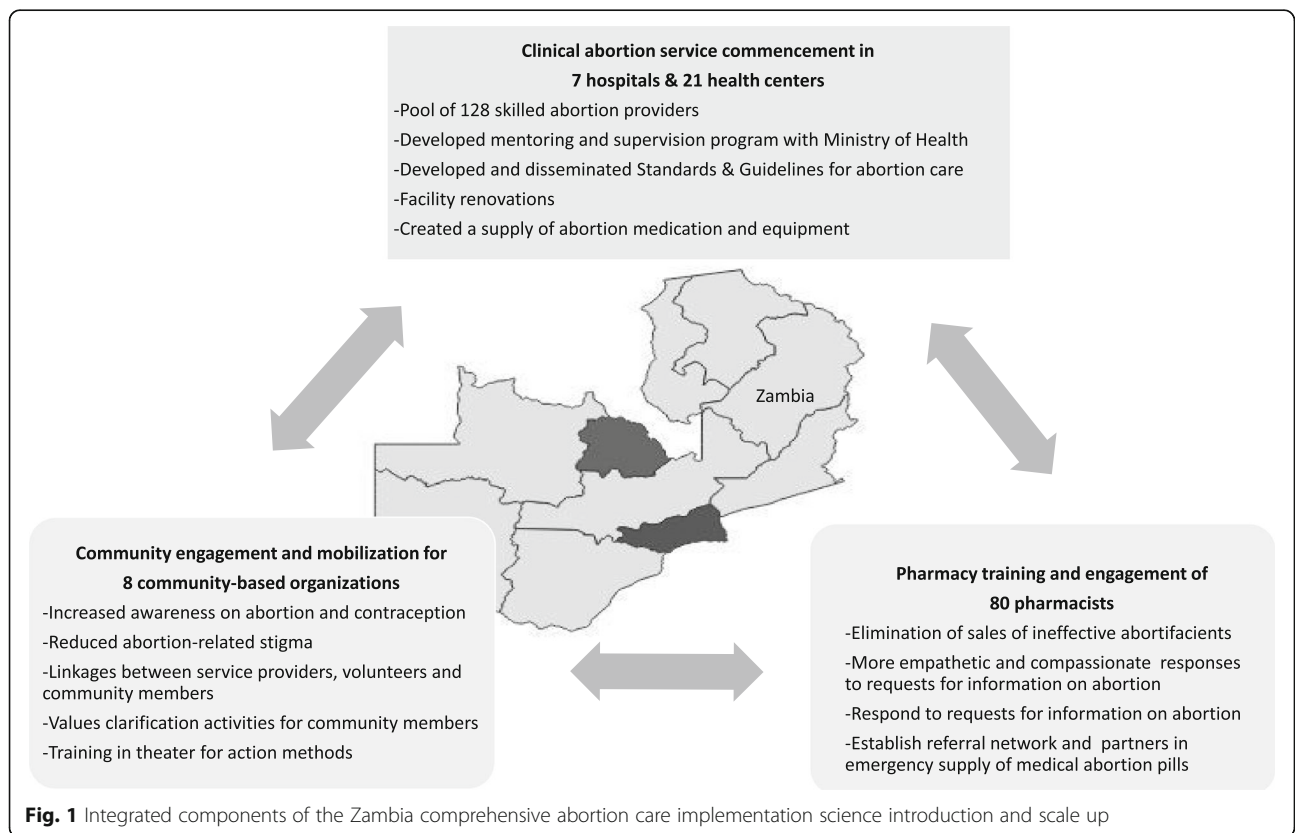 Clinical abortion service commencement in
7 hospitals & 21 health centers
-Pool of 128 skilled abortion providers
-Developed mentoring and supervision program with Ministry of Health
-Developed and disseminated Standards & Guidelines for abortion care
-Facility renovations
-Created a supply of abortion medication and equipment
Zambia
Community engagement and mobilization for
8 community-based organizations
-Increased awareness on abortion and contraception
-Reduced abortion-related stigma
-Linkages between service providers, volunteers and
community members
-Values clarification activities for community members
-Training in theater for action methods
Pharmacy training and engagement of
80 pharmacists
-Elimination of sales of ineffective abortifacients
-More empathetic and compassionate responses
to requests for information on abortion
-Respond to requests for information on abortion
-Establish referral network and partners in
emergency supply of medical abortion pills
Fig. 1 Integrated components of the Zambia comprehensive abortion care implementation science introduction and scale up